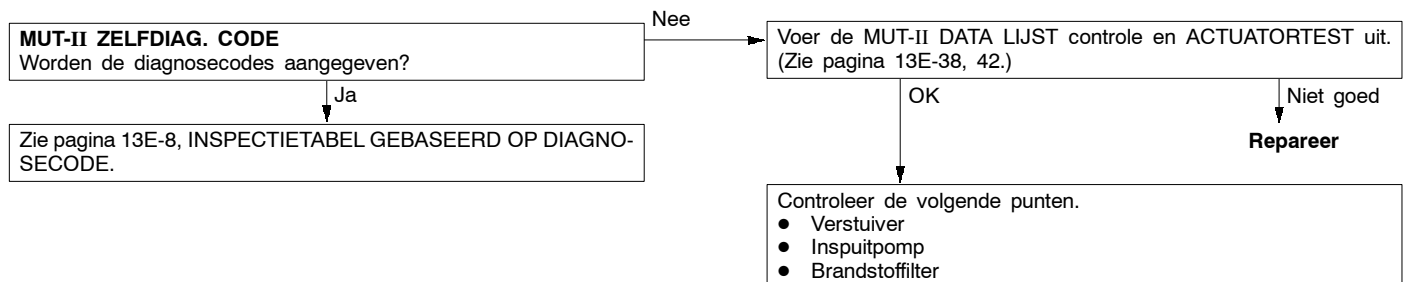 MUT-II ZELFDIAG. CODE
Worden de diagnosecodes aangegeven?
Nee
Voer de MUT-II DATA LIJST controle en ACTUATORTEST uit.
(Zie pagina 13E-38, 42.)
Ja
Zie pagina 13E-8, INSPECTIETABEL GEBASEERD OP DIAGNO-
SECODE.
OK
Niet goed
Repareer
Controleer de volgende punten.
● Verstuiver
● Inspuitpomp
● Brandstoffilter